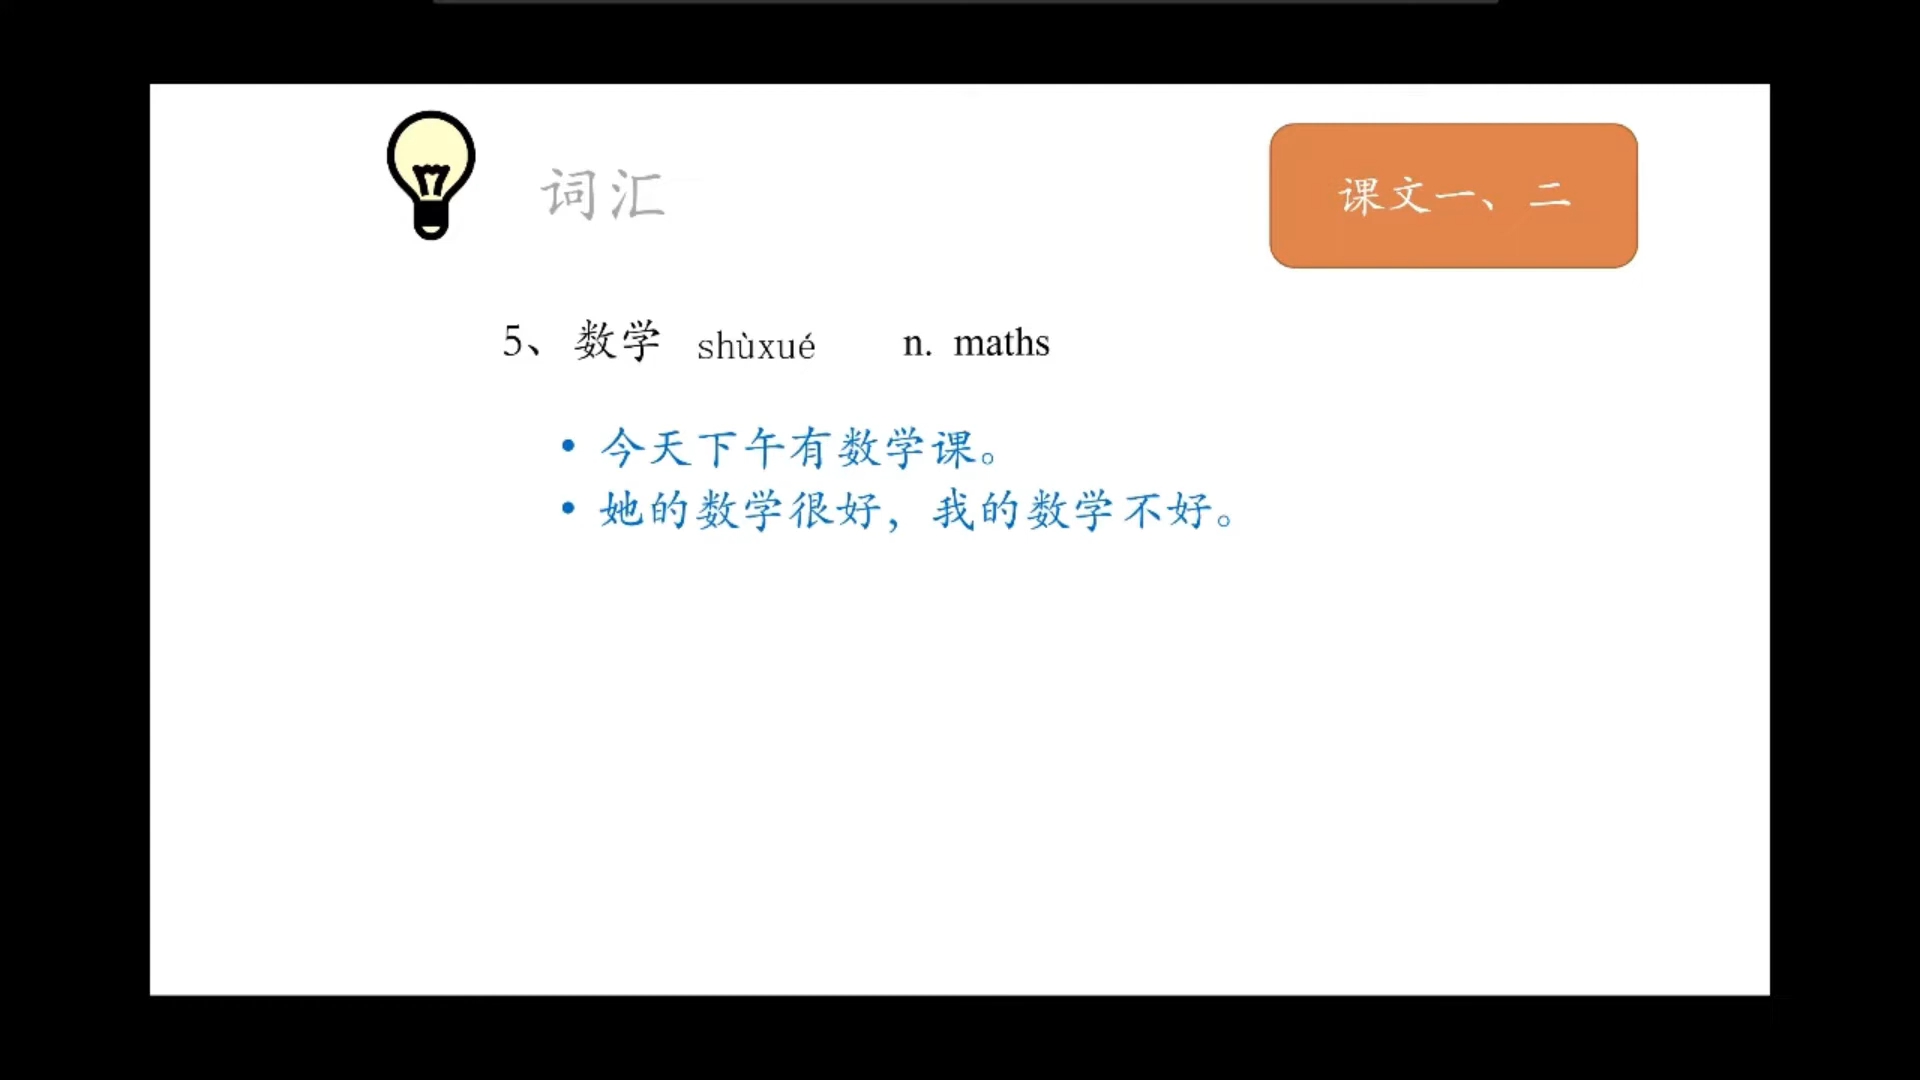 词汇
课文一、二
5、数学 shùxué n. maths
• 今天下午有数学课。
• 她的数学很好，我的数学不好。